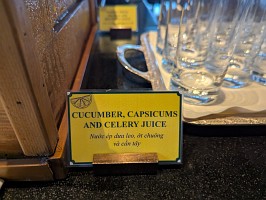 CUCUMBER, CAPSICUMS
AND CELERY JUICE
Nước ép dưa leo, ớt chuông
và cần tây